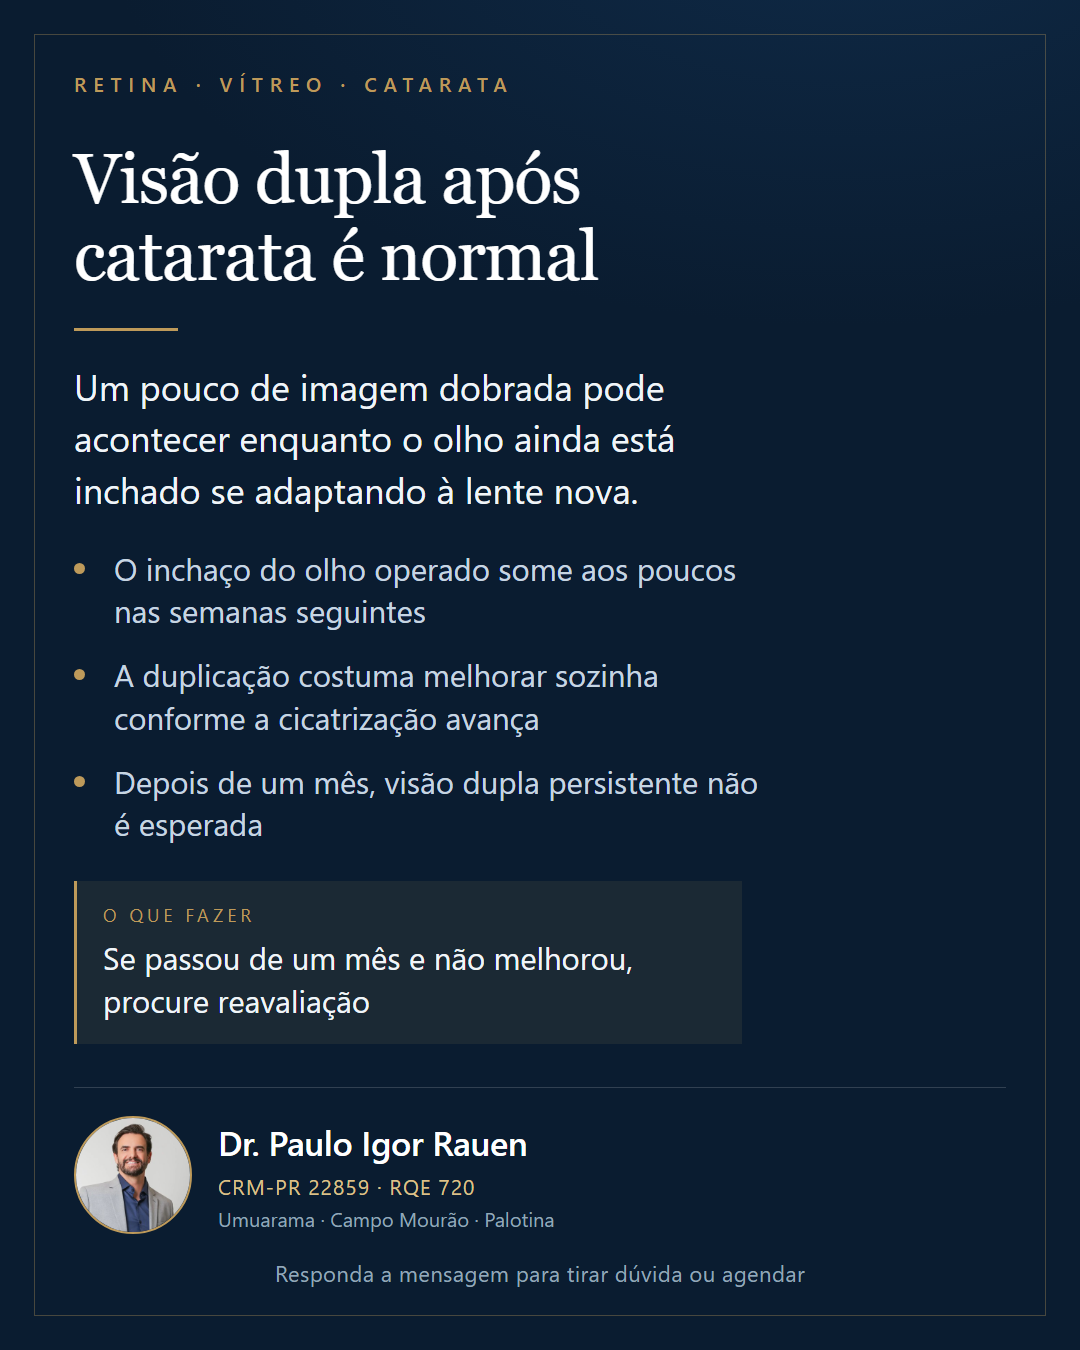 RETINA · VÍTREO · CATARATA
Visão dupla após
catarata é normal
Um pouco de imagem dobrada pode
acontecer enquanto o olho ainda está
inchado se adaptando à lente nova.
• O inchaço do olho operado some aos poucos
nas semanas seguintes
• A duplicação costuma melhorar sozinha
conforme a cicatrização avança
• Depois de um mês, visão dupla persistente não
é esperada
O QUE FAZER
Se passou de um mês e não melhorou,
procure reavaliação
Dr. Paulo Igor Rauen
CRM-PR 22859 · RQE 720
Umuarama · Campo Mourão · Palotina
Responda a mensagem para tirar dúvida ou agendar